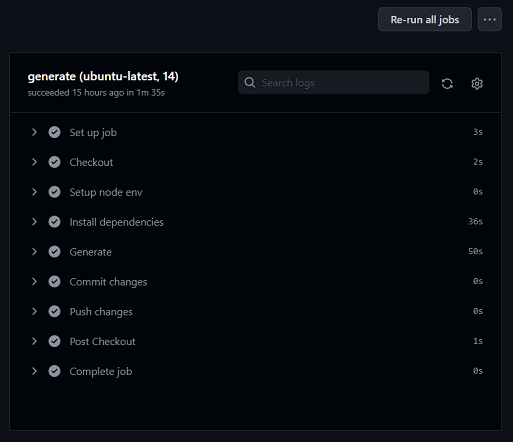 Re-run all jobs
generate (ubuntu-latest, 14)
succeeded 15 hours ago in 1m 35s
Search logs
Set up job 3s
Checkout 2s
Setup node env 0s
Install dependencies 36s
Generate 50s
Commit changes 0s
Push changes 0s
Post Checkout 1s
Complete job 0s